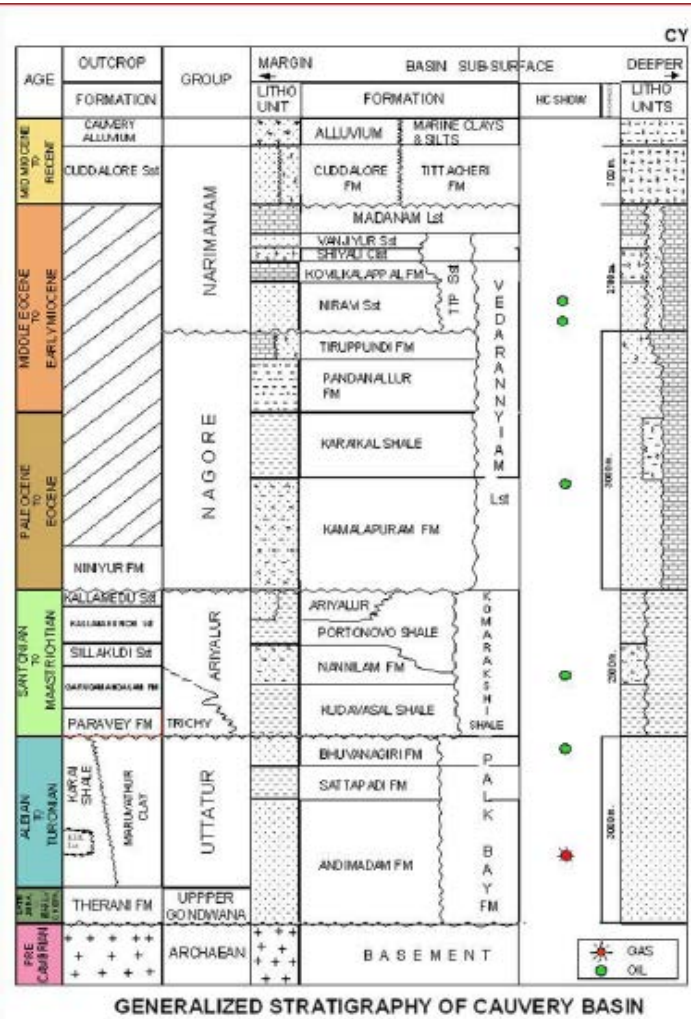 CY
AGE
OUTCROP
FORMATION
GROUP
MARGIN
BASIN SUB-SURFACE
DEEPER
LITHO
UNIT
FORMATION
HC SHOW
LITHO
UNITS
MID MIOCENE
TO
RECENT
CAUVERY
ALLUVIUM
CUDDALORE Sst
ALLUVIUM
MARINE CLAYS
& SILTS
CUDDALORE
FM
TITTACHERI
FM
700 m.
MIDDLE EOCENE
TO
EARLY MIOCENE
NARIMANAM
MADANAM Lst
VANJIYUR Sst
SHIYALI Clst
KOVILKALAPPAL FM
NIRAVI Sst
TTP Sst
VEDARANNYIAM
Lst
NAGORE
TIRUPPUNDI FM
PANDANALLUR
FM
KARAIKAL SHALE
KAMALAPURAM FM
3000m.
PALEOCENE
TO
EOCENE
NINIYUR FM
SANTONIAN
TO
MAASTRICHTIAN
KALLAMEDU Sst
SILLAKUDI Sst
PARAVEY FM
ARIYALUR
TRICHY
ARIYALUR
PORTONOVO SHALE
NANNILAM FM
KUDAVASAL SHALE
KOMARAKSHI
SHALE
2000m.
ALBIAN
TO
TURONIAN
KARAI
SHALE
MARUVATHUR
CLAY
UTTATUR
BHUVANAGIRI FM
SATTAPADI FM
ANDIMADAM FM
PALK BAY
FM
3000m.
THERANI FM
UPPPER
GONDWANA
PRE
CAMBRIAN
ARCHAEAN
BASEMENT
GAS
OIL
GENERALIZED STRATIGRAPHY OF CAUVERY BASIN